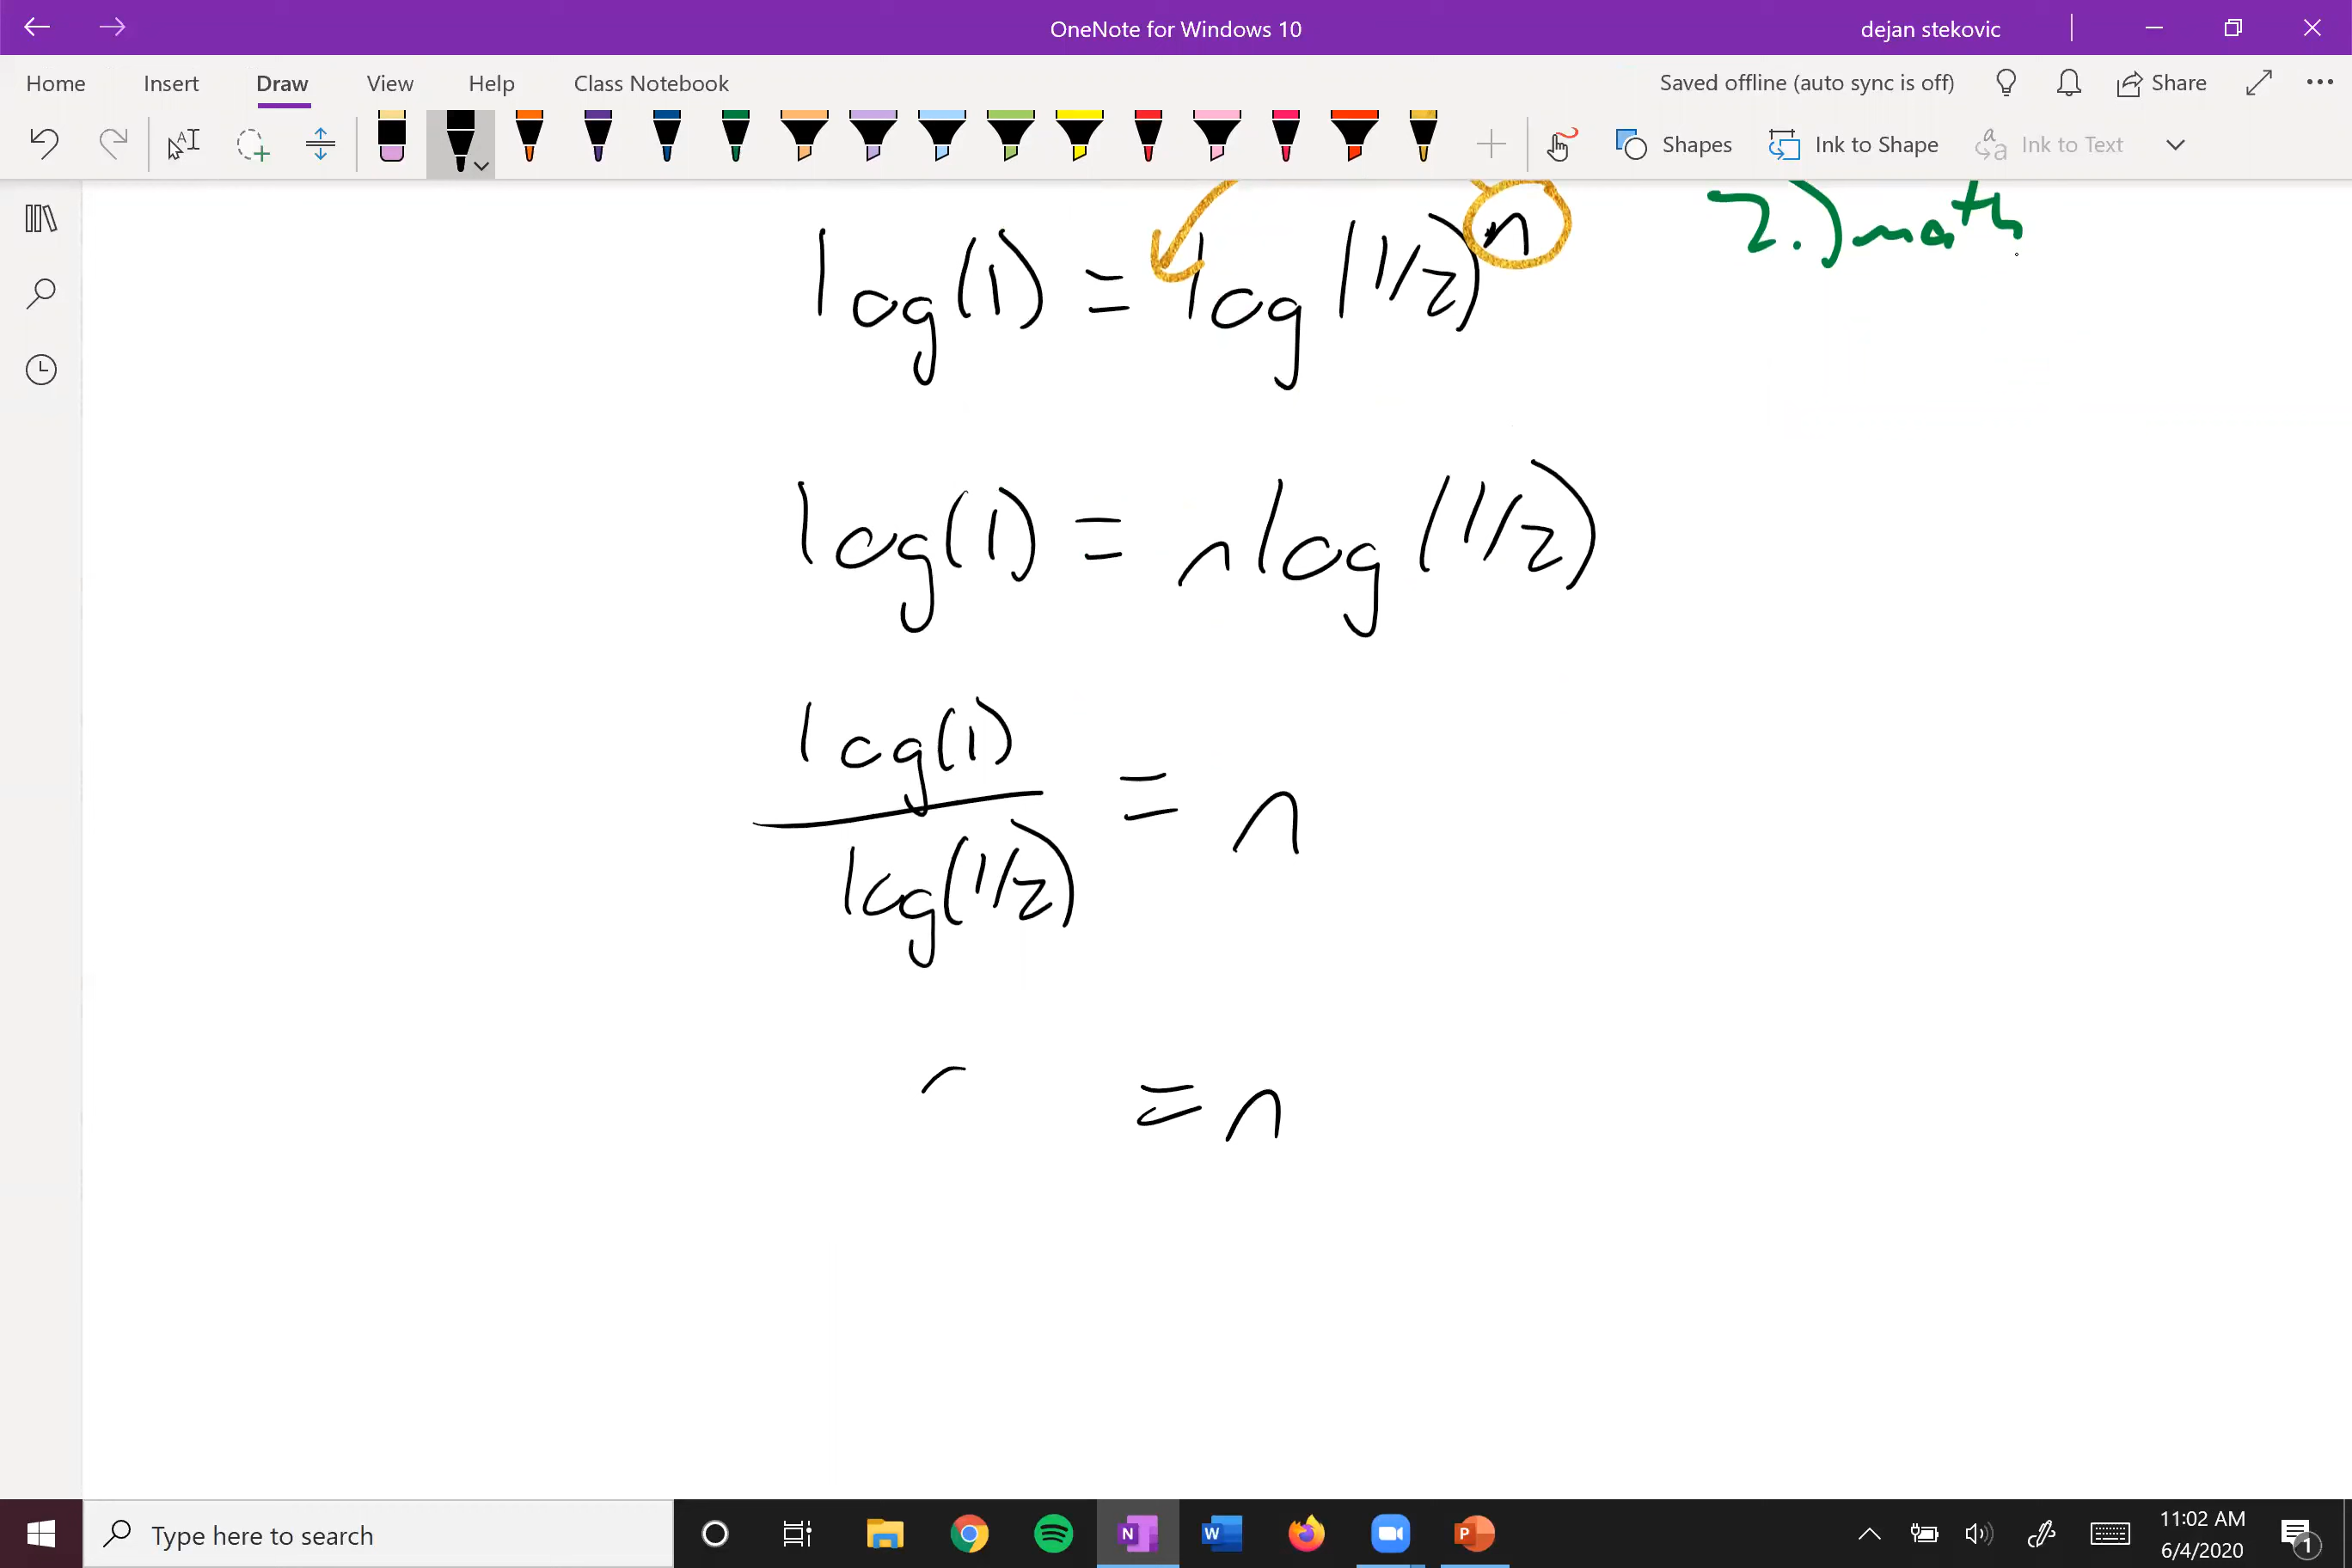 OneNote for Windows 10
dejan stekovic
Home Insert Draw View Help Class Notebook
Saved offline (auto sync is off) Share
Shapes Ink to Shape Ink to Text
log(1) = log(1/2)^n
2.) math
log(1) = n log(1/2)
log(1)
= n
log(1/2)
= n
Type here to search
11:02 AM
6/4/2020
1